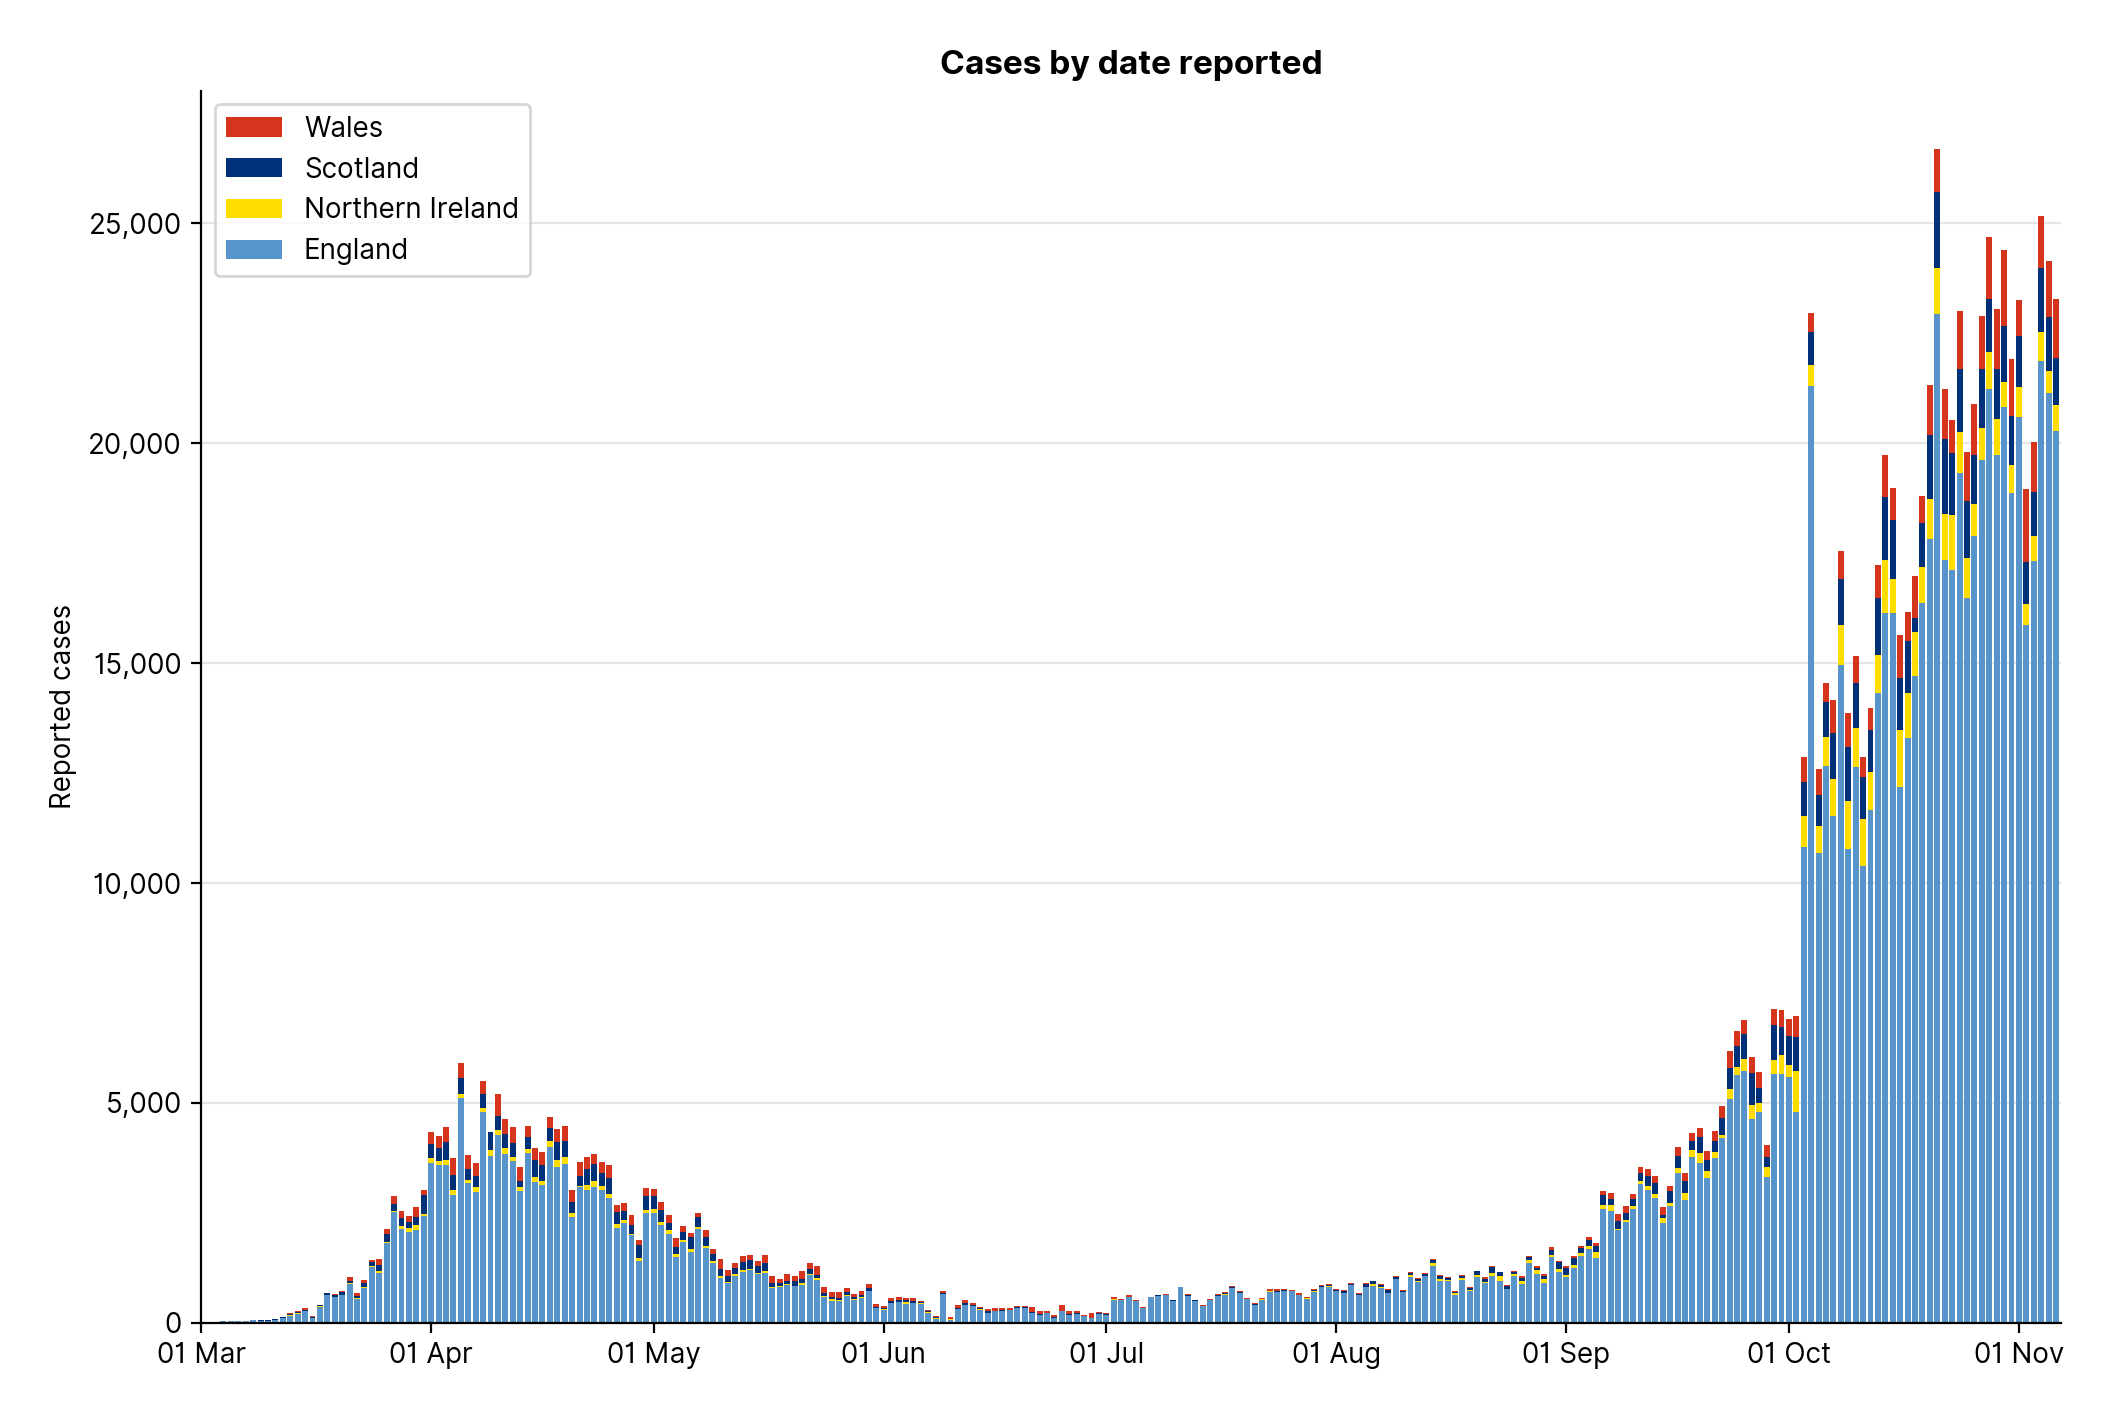 Cases by date reported
Wales
Scotland
Northern Ireland
England
Reported cases
25,000
20,000
15,000
10,000
5,000
0
01 Mar 01 Apr 01 May 01 Jun 01 Jul 01 Aug 01 Sep 01 Oct 01 Nov